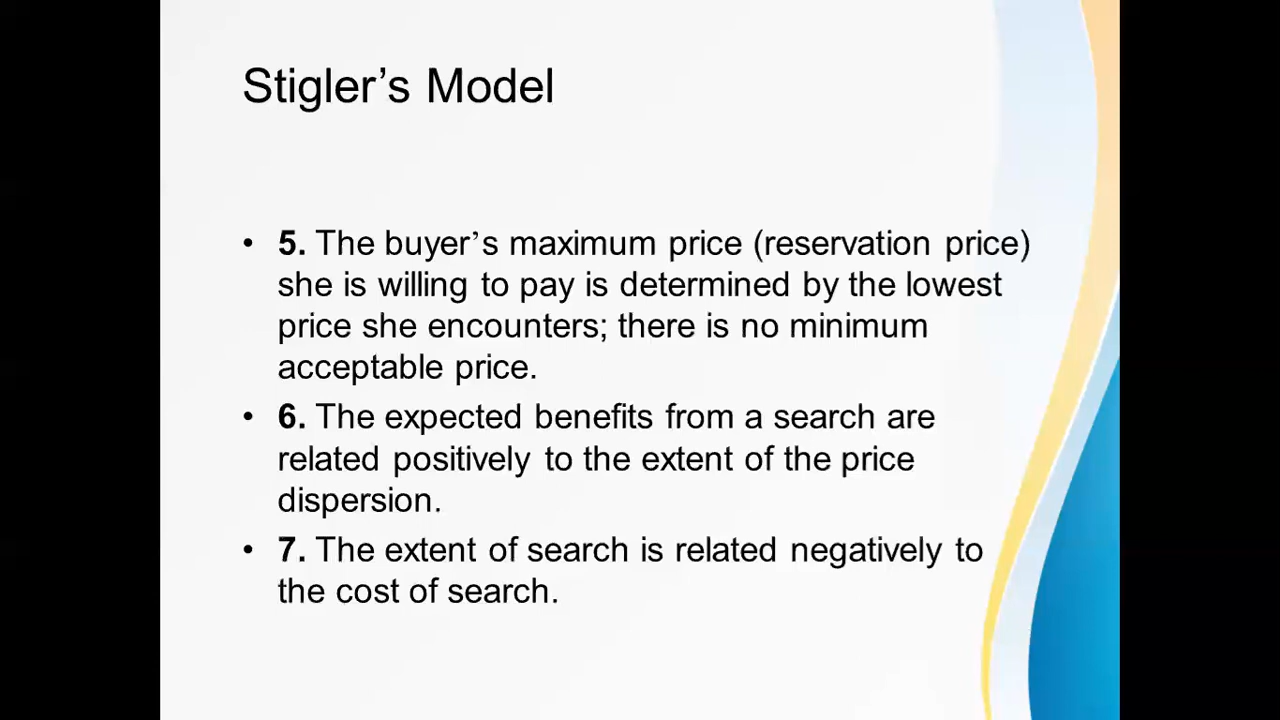 Stigler’s Model
• 5. The buyer’s maximum price (reservation price)
she is willing to pay is determined by the lowest
price she encounters; there is no minimum
acceptable price.
• 6. The expected benefits from a search are
related positively to the extent of the price
dispersion.
• 7. The extent of search is related negatively to
the cost of search.